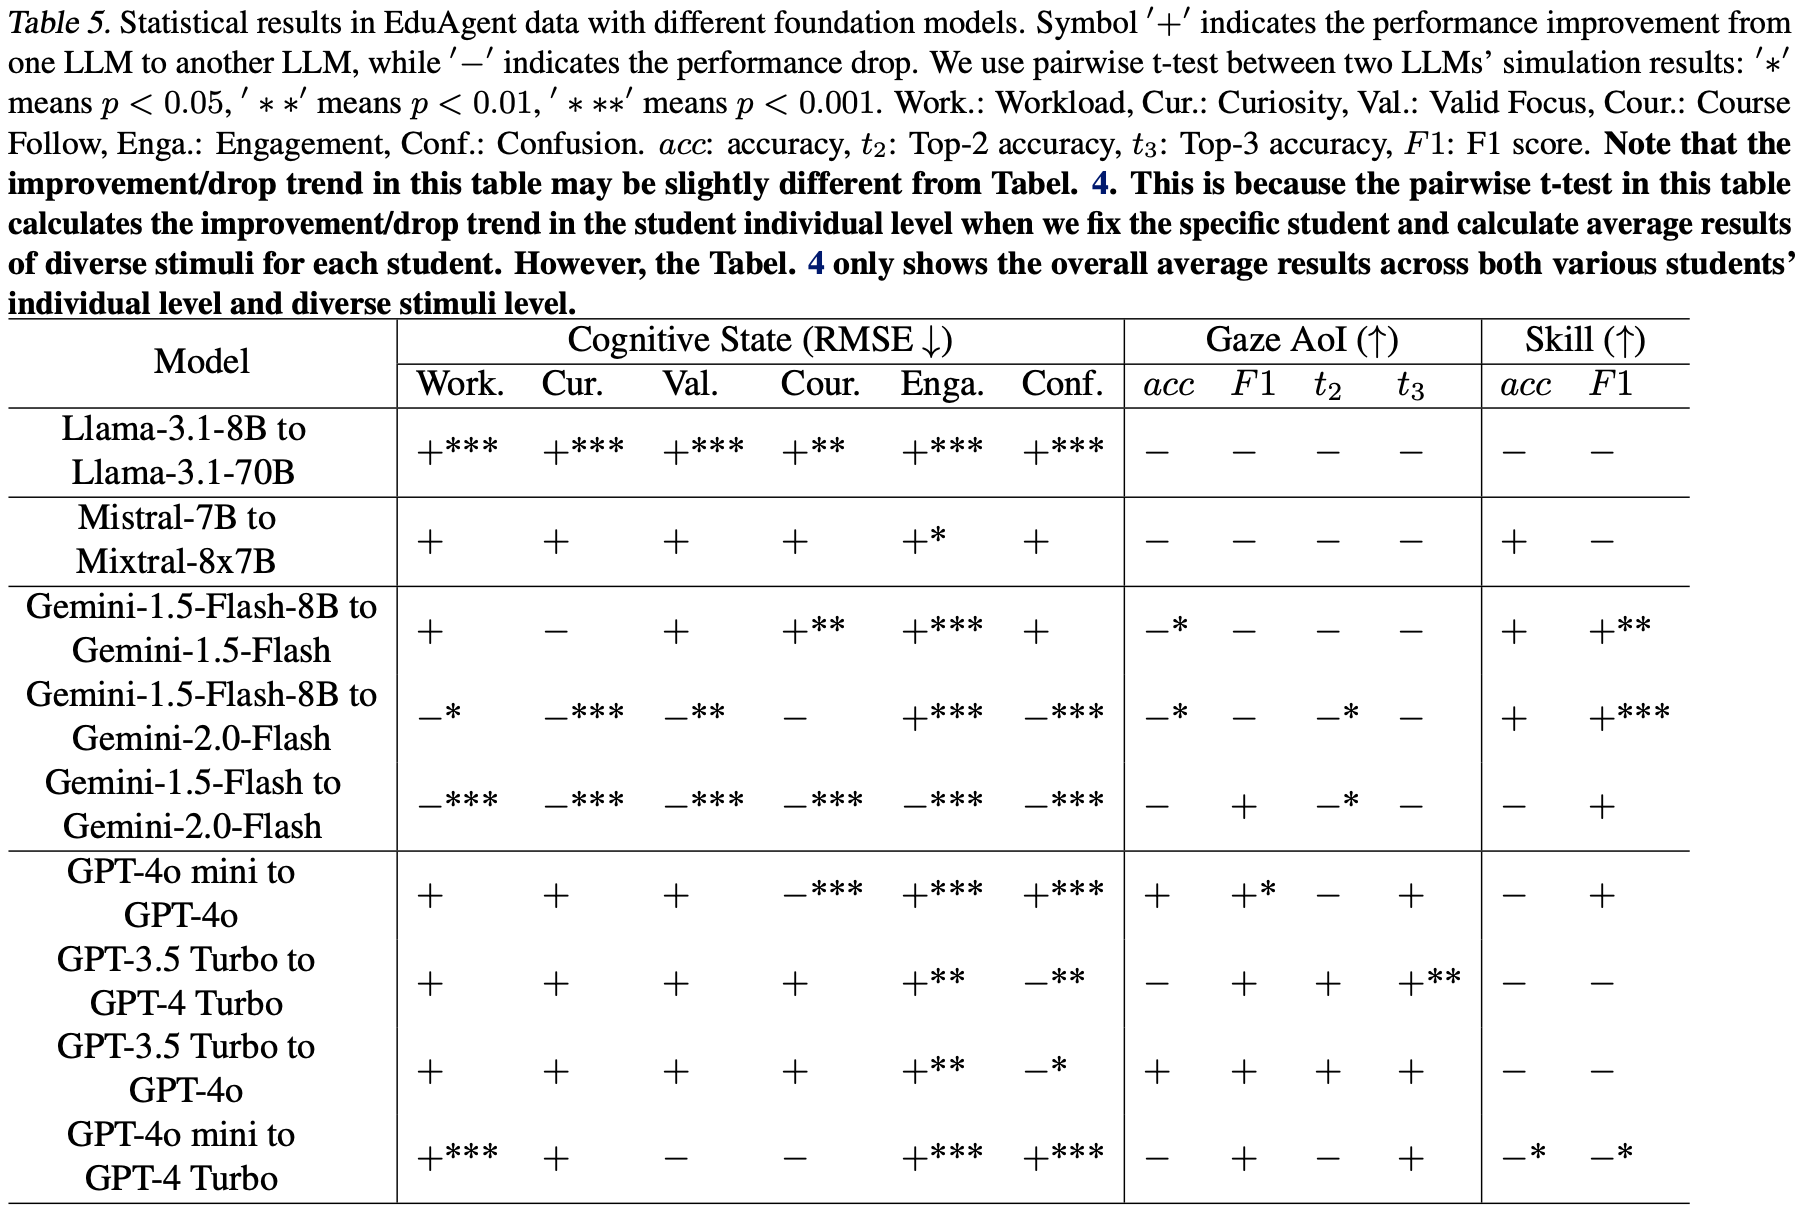 Table 5. Statistical results in EduAgent data with different foundation models. Symbol ′+′ indicates the performance improvement from
one LLM to another LLM, while ′−′ indicates the performance drop. We use pairwise t-test between two LLMs’ simulation results: ′∗′
means p < 0.05, ′ ∗ ∗′ means p < 0.01, ′ ∗ ∗∗′ means p < 0.001. Work.: Workload, Cur.: Curiosity, Val.: Valid Focus, Cour.: Course
Follow, Enga.: Engagement, Conf.: Confusion. acc: accuracy, t2: Top-2 accuracy, t3: Top-3 accuracy, F1: F1 score. Note that the
improvement/drop trend in this table may be slightly different from Tabel. 4. This is because the pairwise t-test in this table
calculates the improvement/drop trend in the student individual level when we fix the specific student and calculate average results
of diverse stimuli for each student. However, the Tabel. 4 only shows the overall average results across both various students’
individual level and diverse stimuli level.
Model Cognitive State (RMSE ↓) Gaze AoI (↑) Skill (↑)
Work. Cur. Val. Cour. Enga. Conf. acc F1 t2 t3 acc F1
Llama-3.1-8B to
Llama-3.1-70B
+*** +*** +*** +** +*** +*** − − − − − −
Mistral-7B to
Mixtral-8x7B
+ + + + +* + − − − − + −
Gemini-1.5-Flash-8B to
Gemini-1.5-Flash
+ − + +** +*** + −* − − − + +**
Gemini-1.5-Flash-8B to
Gemini-2.0-Flash
−* −*** −** − +*** −*** −* − −* − + +***
Gemini-1.5-Flash to
Gemini-2.0-Flash
−*** −*** −*** −*** −*** −*** − + −* − − +
GPT-4o mini to
GPT-4o
+ + + −*** +*** +*** + +* − + − +
GPT-3.5 Turbo to
GPT-4 Turbo
+ + + + +** −** − + + +** − −
GPT-3.5 Turbo to
GPT-4o
+ + + + +** −* + + + + − −
GPT-4o mini to
GPT-4 Turbo
+*** + − − +*** +*** − + − + −* −*